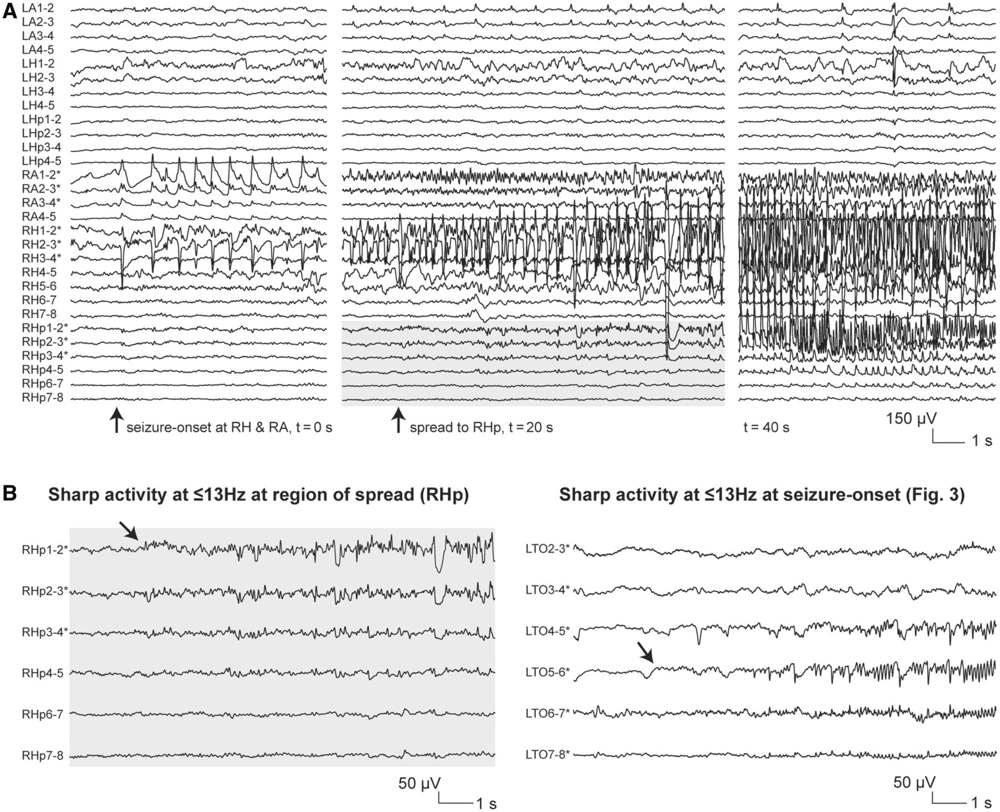 A
LA1-2
LA2-3
LA3-4
LA4-5
LH1-2
LH2-3
LH3-4
LH4-5
LHp1-2
LHp2-3
LHp3-4
LHp4-5
RA1-2*
RA2-3*
RA3-4*
RA4-5
RH1-2*
RH2-3*
RH3-4*
RH4-5
RH5-6
RH6-7
RH7-8
RHp1-2*
RHp2-3*
RHp3-4*
RHp4-5
RHp6-7
RHp7-8
seizure-onset at RH & RA, t = 0 s
spread to RHp, t = 20 s
t = 40 s
150 µV
1 s
B
Sharp activity at ≤13Hz at region of spread (RHp)
RHp1-2*
RHp2-3*
RHp3-4*
RHp4-5
RHp6-7
RHp7-8
50 µV
1 s
Sharp activity at ≤13Hz at seizure-onset (Fig. 3)
LTO2-3*
LTO3-4*
LTO4-5*
LTO5-6*
LTO6-7*
LTO7-8*
50 µV
1 s